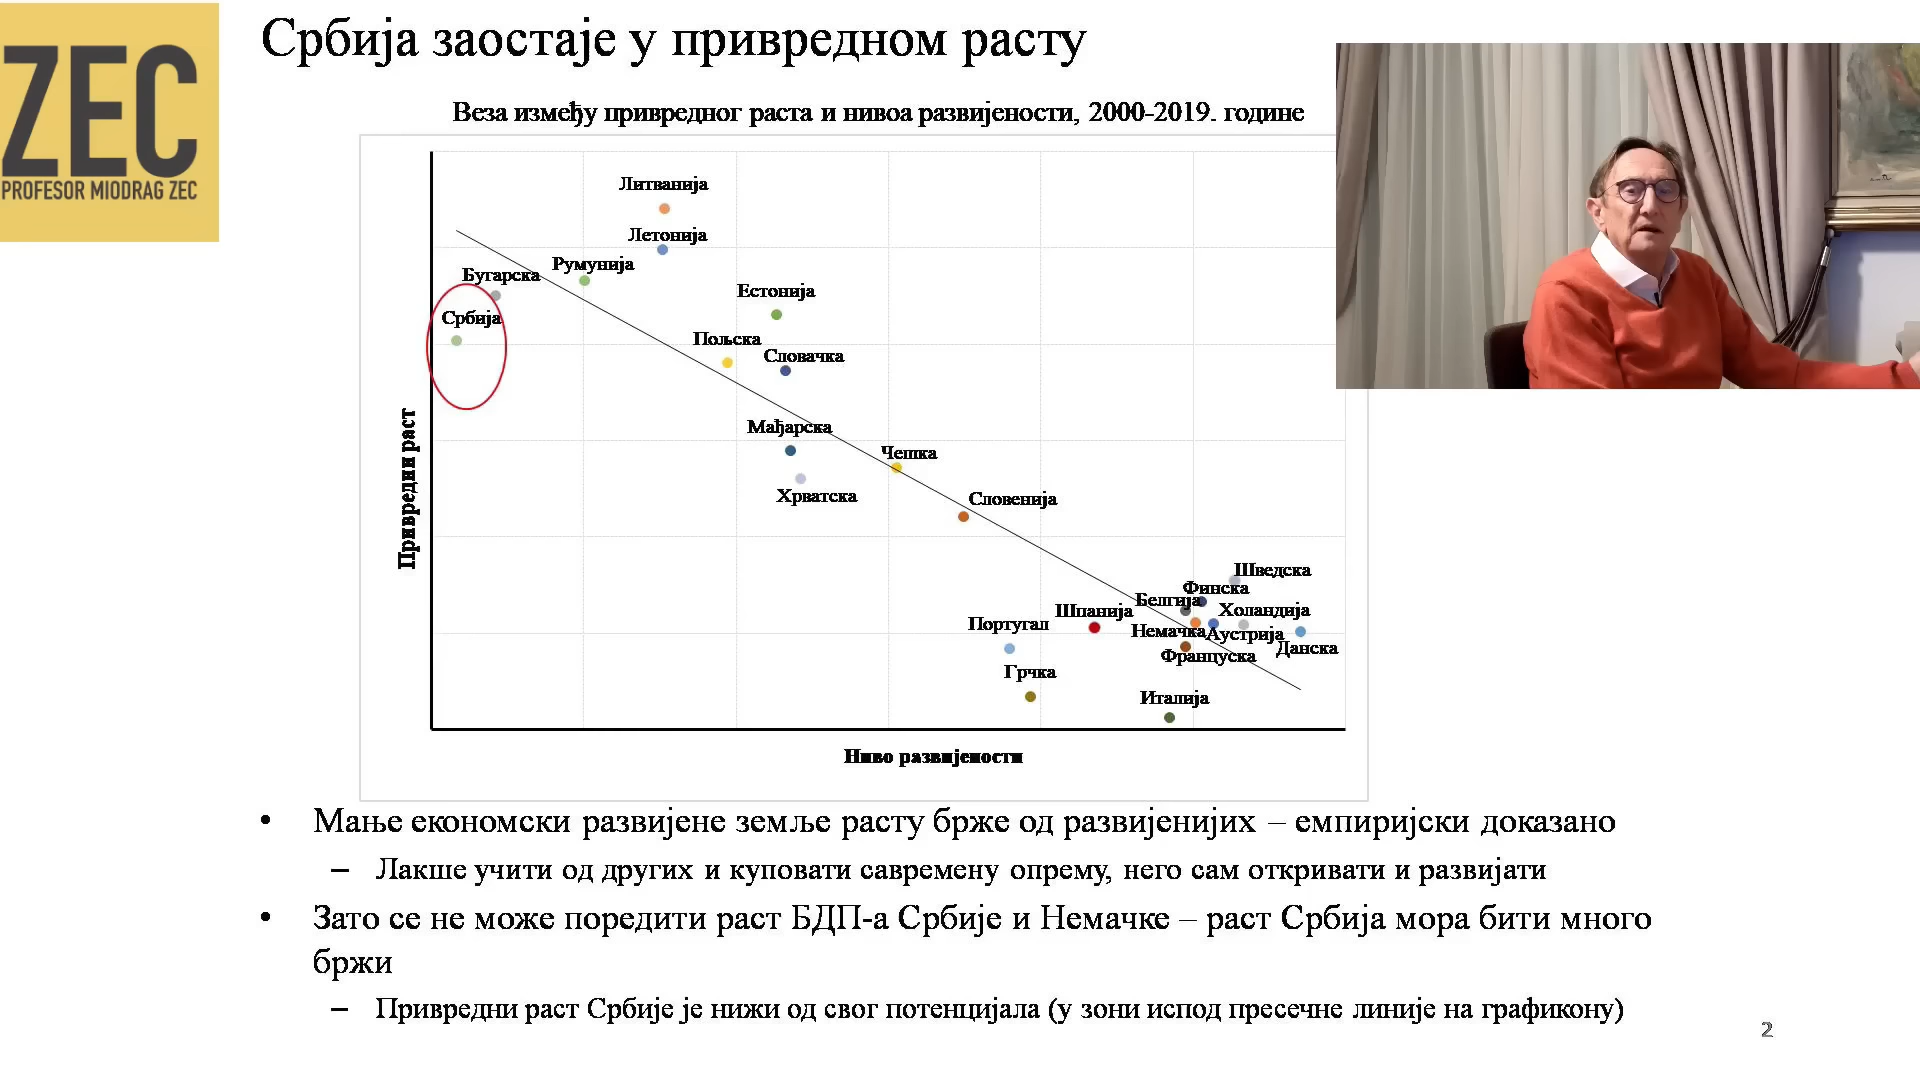 ZEC
PROFESOR MIODRAG ZEC
Србија заостаје у привредном расту
Веза између привредног раста и нивоа развијености, 2000-2019. године
Литванија
Летонија
Румунија
Бугарска
Естонија
Србија
Пољска
Словачка
Мађарска
Чешка
Хрватска
Словенија
Шведска
Финска
Белгија
Холандија
Шпанија
Португал
Немачка
Аустрија
Данска
Француска
Грчка
Италија
Привредни раст
Ниво развијености
• Мање економски развијене земље расту брже од развијенијих – емпиријски доказано
– Лакше учити од других и куповати савремену опрему, него сам откривати и развијати
• Зато се не може поредити раст БДП-а Србије и Немачке – раст Србија мора бити много
бржи
– Привредни раст Србије је нижи од свог потенцијала (у зони испод пресечне линије на графикону)
2